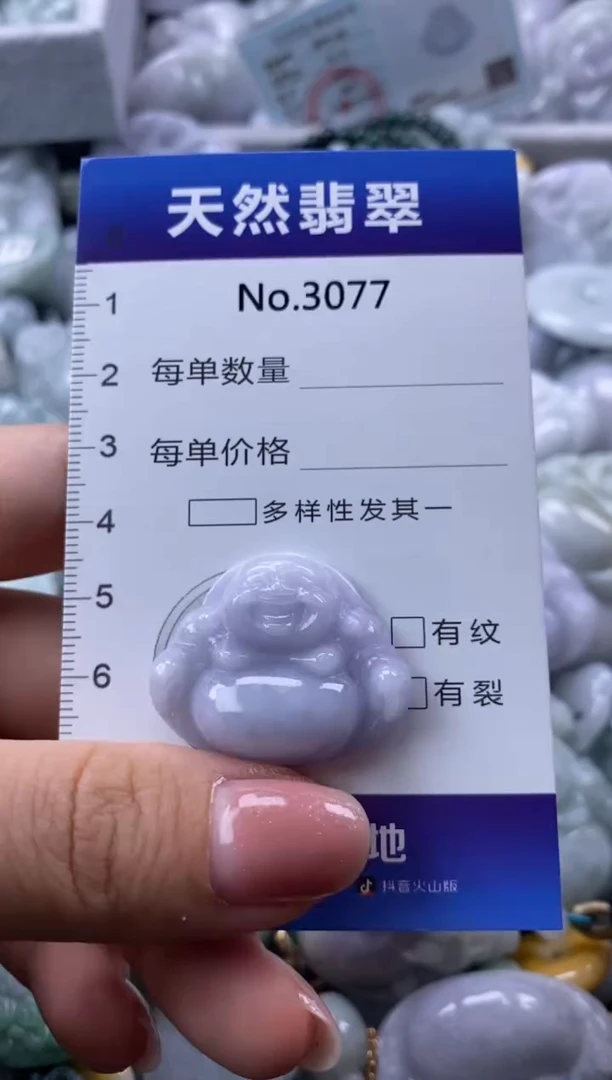 天然翡翠
No.3077
1
2 每单数量
3 每单价格
4 多样性发其一
5
有纹
6 有裂
地
抖音火山版